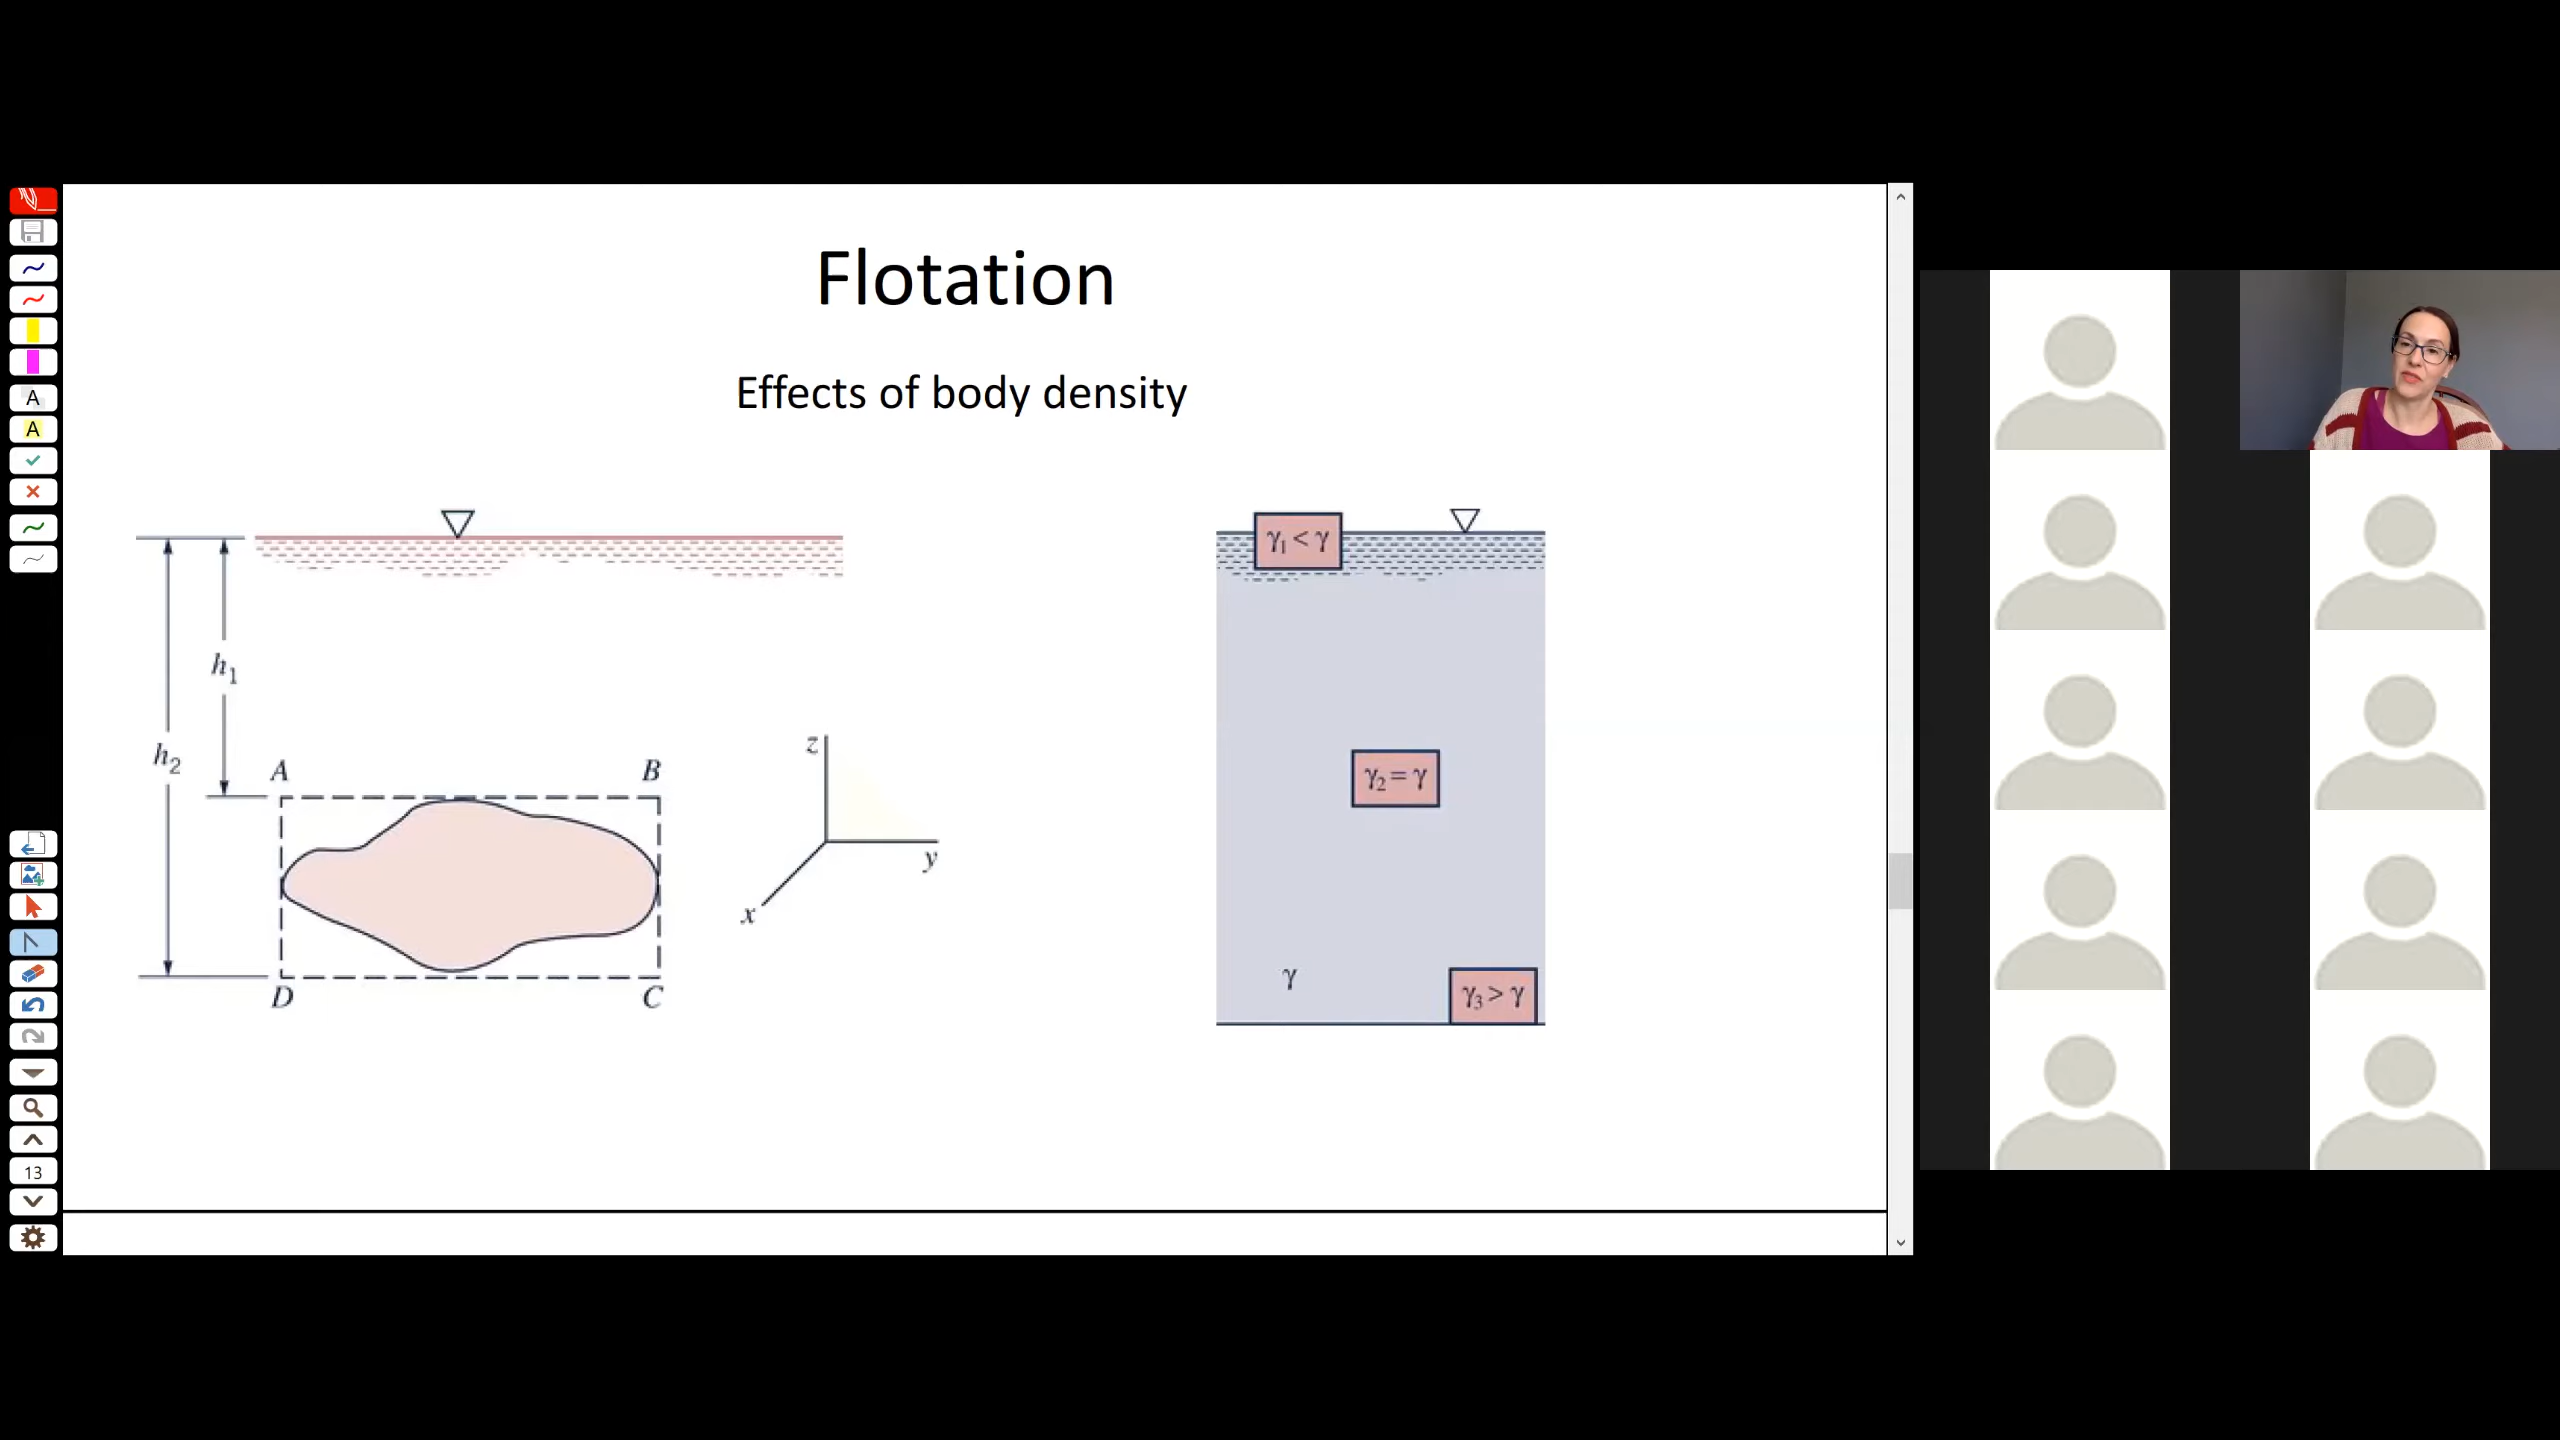 Flotation
Effects of body density
h₁
h₂
A
B
D
C
z
y
x
γ₁ < γ
γ₂ = γ
γ
γ₃ > γ
A
A
13